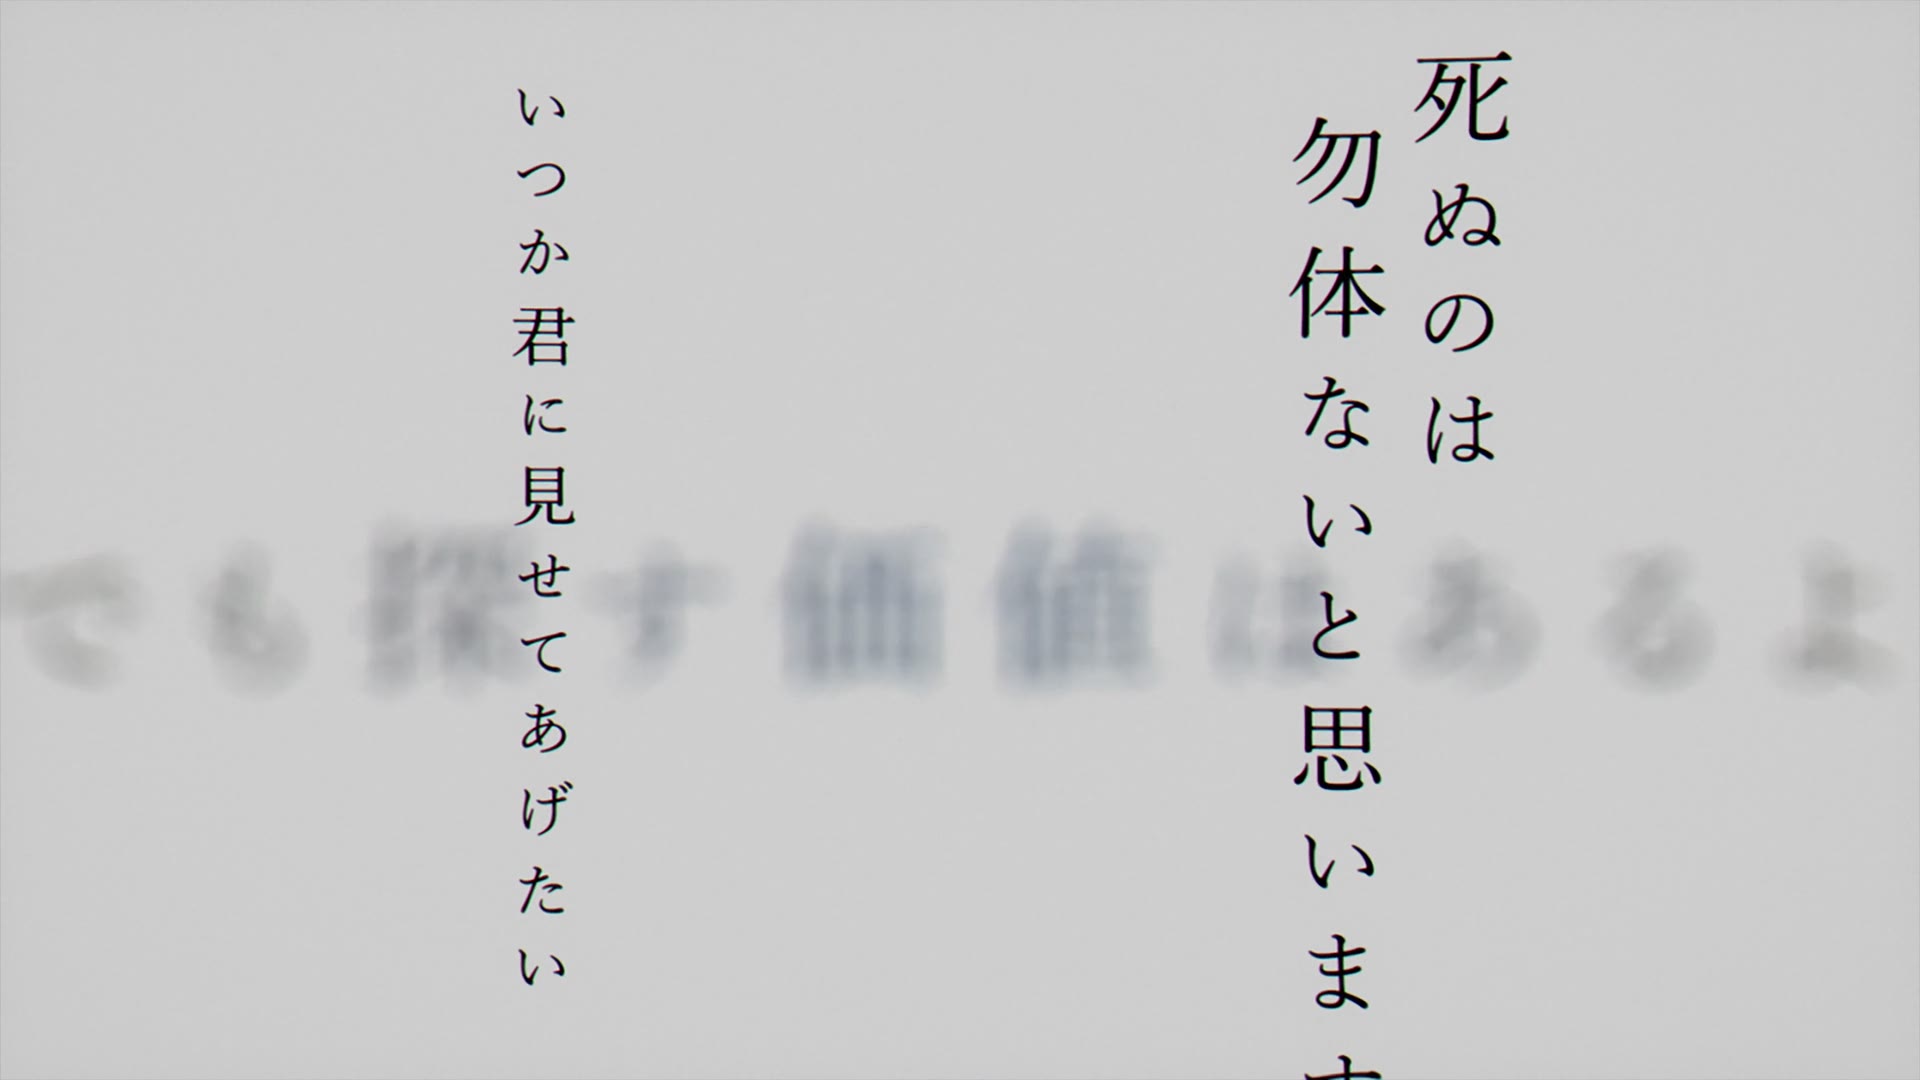 死ぬのは
勿体ないと思います
いつか君に見せてあげたい
でも探す価値はあるよ